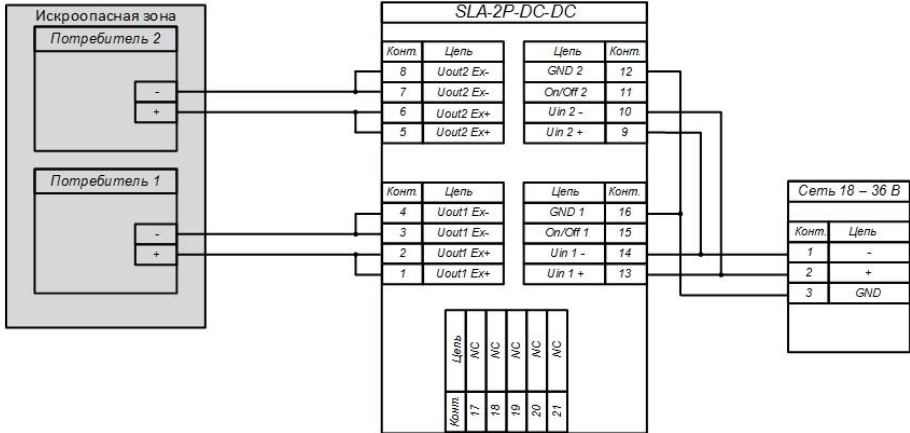 Искроопасная зона
Потребитель 2
-
+
Потребитель 1
-
+
SLA-2P-DC-DC
Конт. Цепь
8 Uout2 Ex-
7 Uout2 Ex-
6 Uout2 Ex+
5 Uout2 Ex+
Цепь Конт.
GND 2 12
On/Off 2 11
Uin 2 - 10
Uin 2 + 9
Конт. Цепь
4 Uout1 Ex-
3 Uout1 Ex-
2 Uout1 Ex+
1 Uout1 Ex+
Цепь Конт.
GND 1 16
On/Off 1 15
Uin 1 - 14
Uin 1 + 13
Конт. Цепь
17 NC
18 NC
19 NC
20 NC
21 NC
Сеть 18 – 36 В
Конт. Цепь
1 -
2 +
3 GND